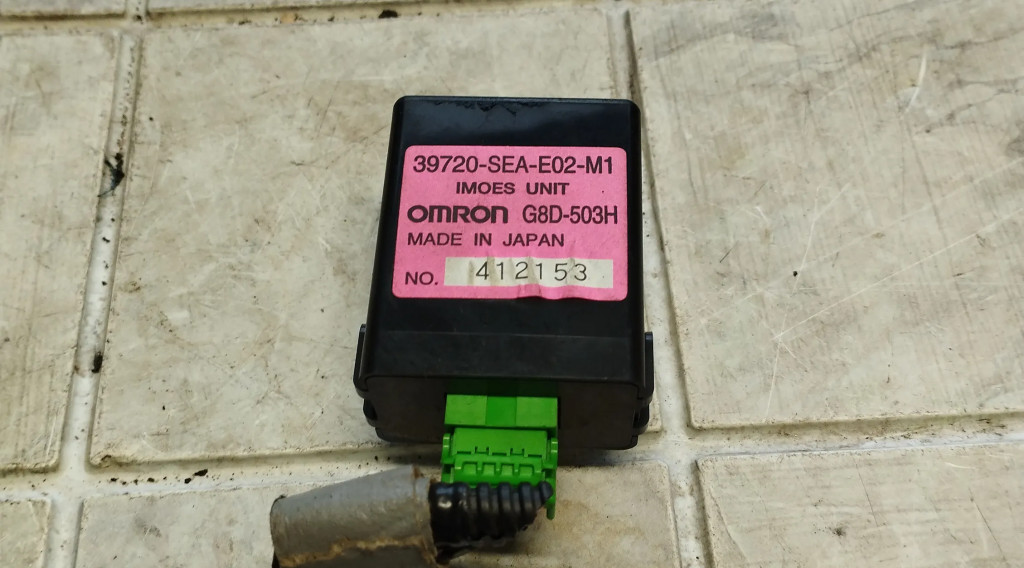 39720-SEA-E02-M1
IMOES UNIT
OMRON G8D-503H
MADE IN JAPAN
NO. 412153